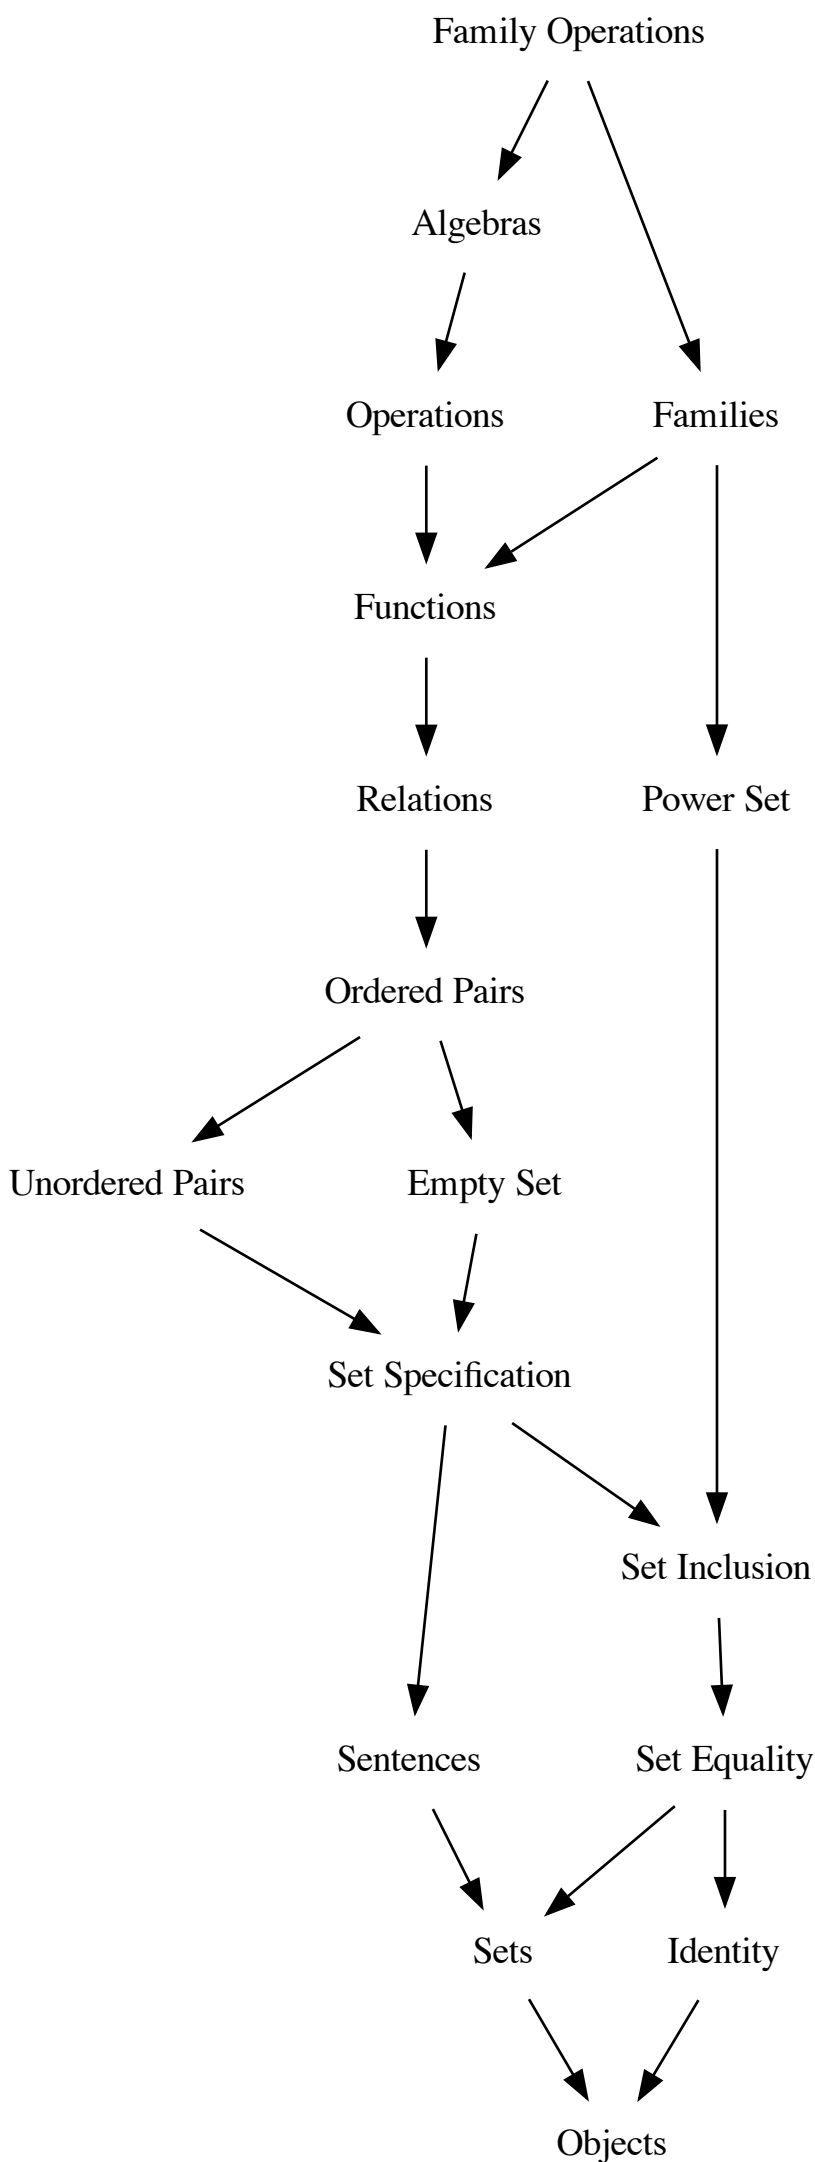 Family Operations
Algebras
Operations
Families
Functions
Relations
Power Set
Ordered Pairs
Unordered Pairs
Empty Set
Set Specification
Set Inclusion
Sentences
Set Equality
Sets
Identity
Objects